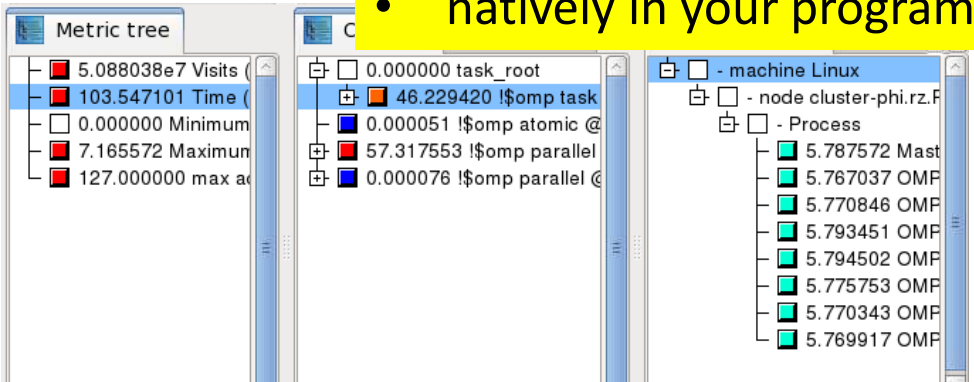 • natively in your program
Metric tree
C
5.088038e7 Visits (
103.547101 Time (
0.000000 Minimum
7.165572 Maximum
127.000000 max ac
0.000000 task_root
46.229420 !$omp task
0.000051 !$omp atomic @
57.317553 !$omp parallel
0.000076 !$omp parallel @
- machine Linux
- node cluster-phi.rz.R
- Process
5.787572 Mast
5.767037 OMP
5.770846 OMP
5.793451 OMP
5.794502 OMP
5.775753 OMP
5.770343 OMP
5.769917 OMP